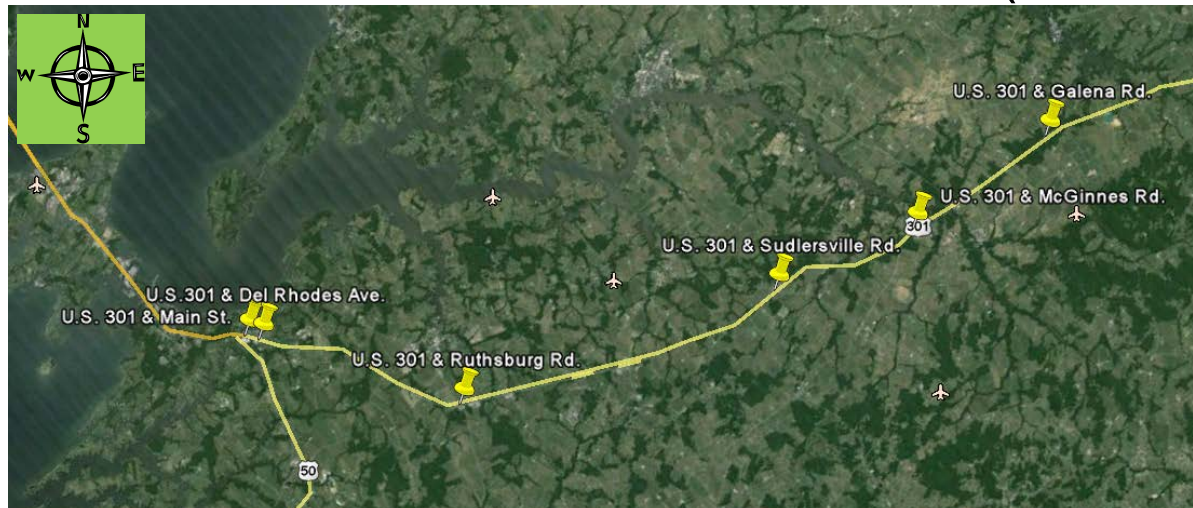 N
W E
S
U.S. 301 & Galena Rd.
U.S. 301 & McGinnes Rd.
301
U.S. 301 & Sudlersville Rd.
U.S.301 & Del Rhodes Ave.
U.S. 301 & Main St.
U.S. 301 & Ruthsburg Rd.
50